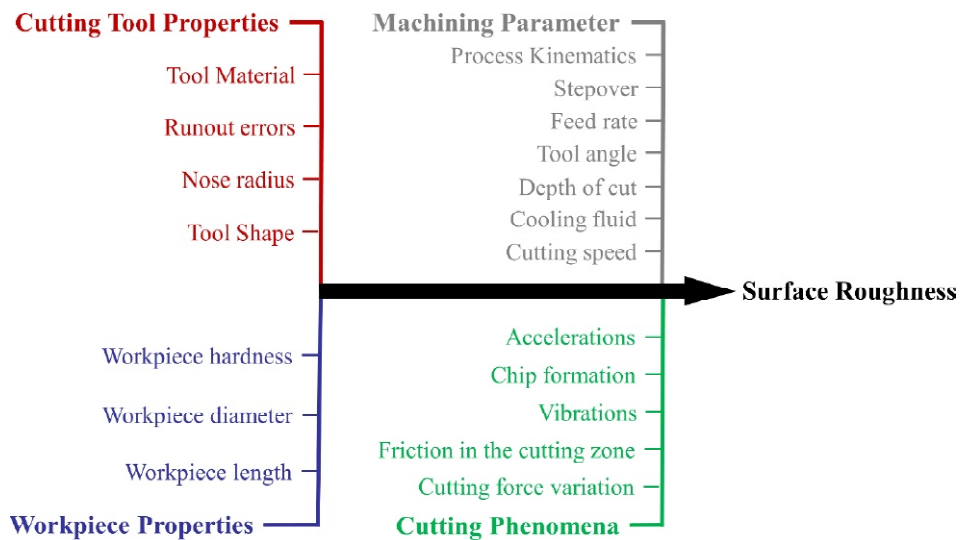 Cutting Tool Properties
Tool Material
Runout errors
Nose radius
Tool Shape
Machining Parameter
Process Kinematics
Stepover
Feed rate
Tool angle
Depth of cut
Cooling fluid
Cutting speed
Surface Roughness
Workpiece hardness
Workpiece diameter
Workpiece length
Workpiece Properties
Accelerations
Chip formation
Vibrations
Friction in the cutting zone
Cutting force variation
Cutting Phenomena